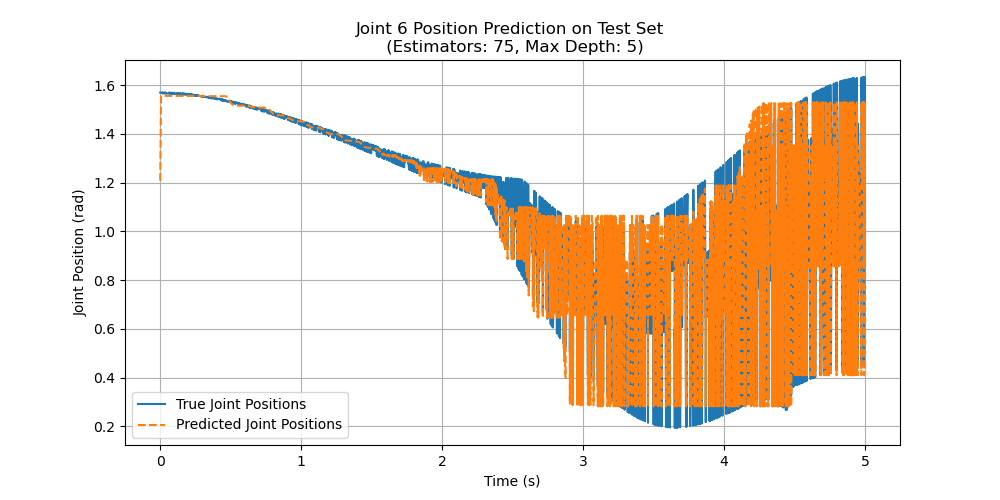 Joint 6 Position Prediction on Test Set
(Estimators: 75, Max Depth: 5)
Joint Position (rad)
1.6
1.4
1.2
1.0
0.8
0.6
0.4
0.2
True Joint Positions
Predicted Joint Positions
0 1 2 3 4 5
Time (s)